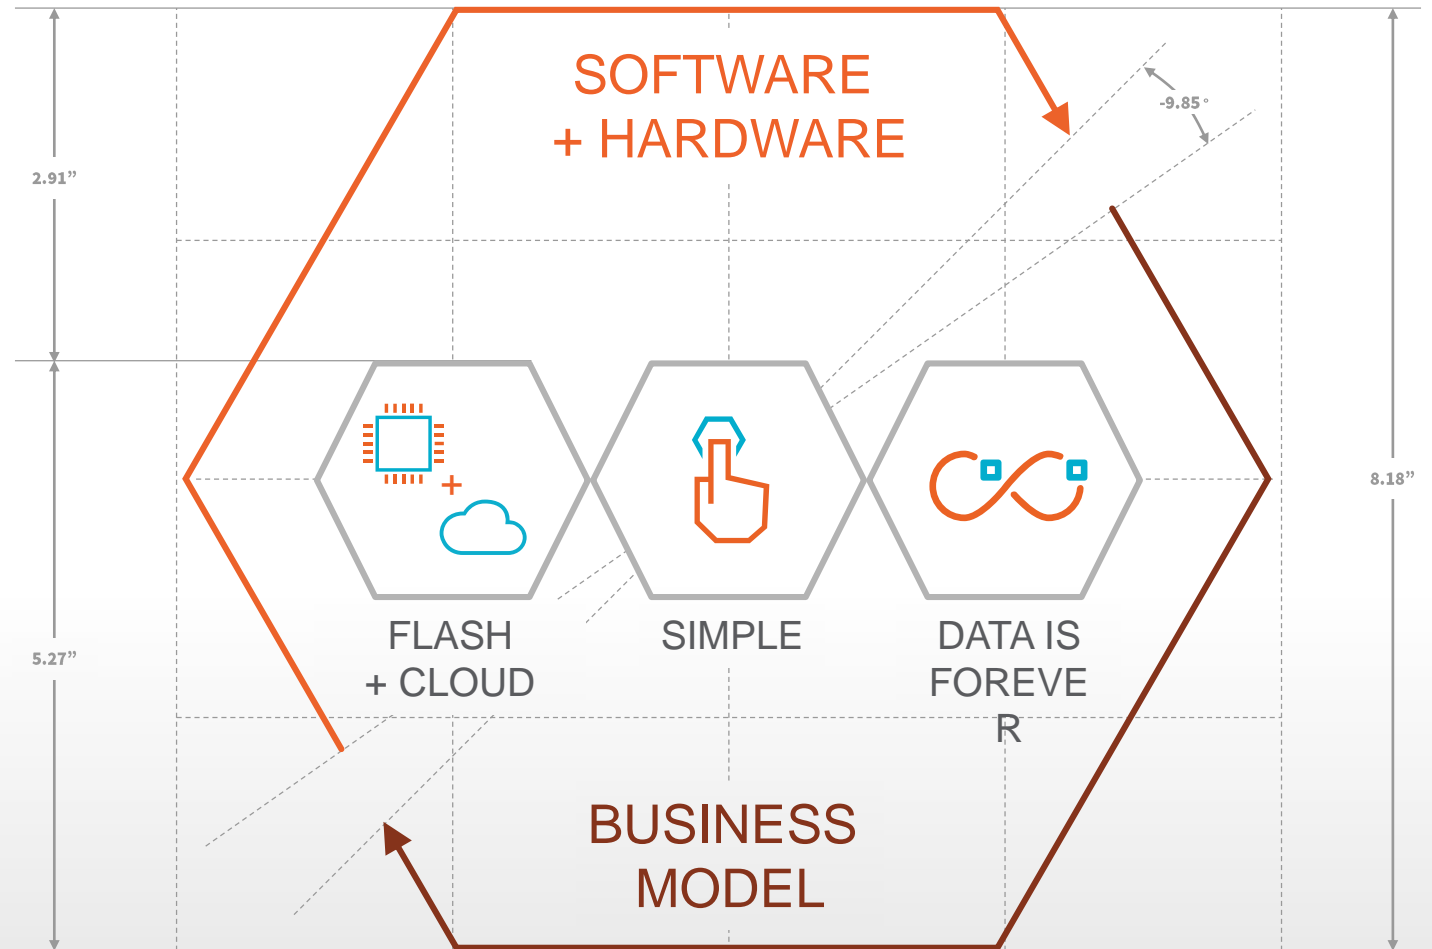 SOFTWARE
+ HARDWARE
-9.85°
2.91”
8.18”
FLASH
+ CLOUD
SIMPLE
DATA IS
FOREVE
R
5.27”
BUSINESS
MODEL